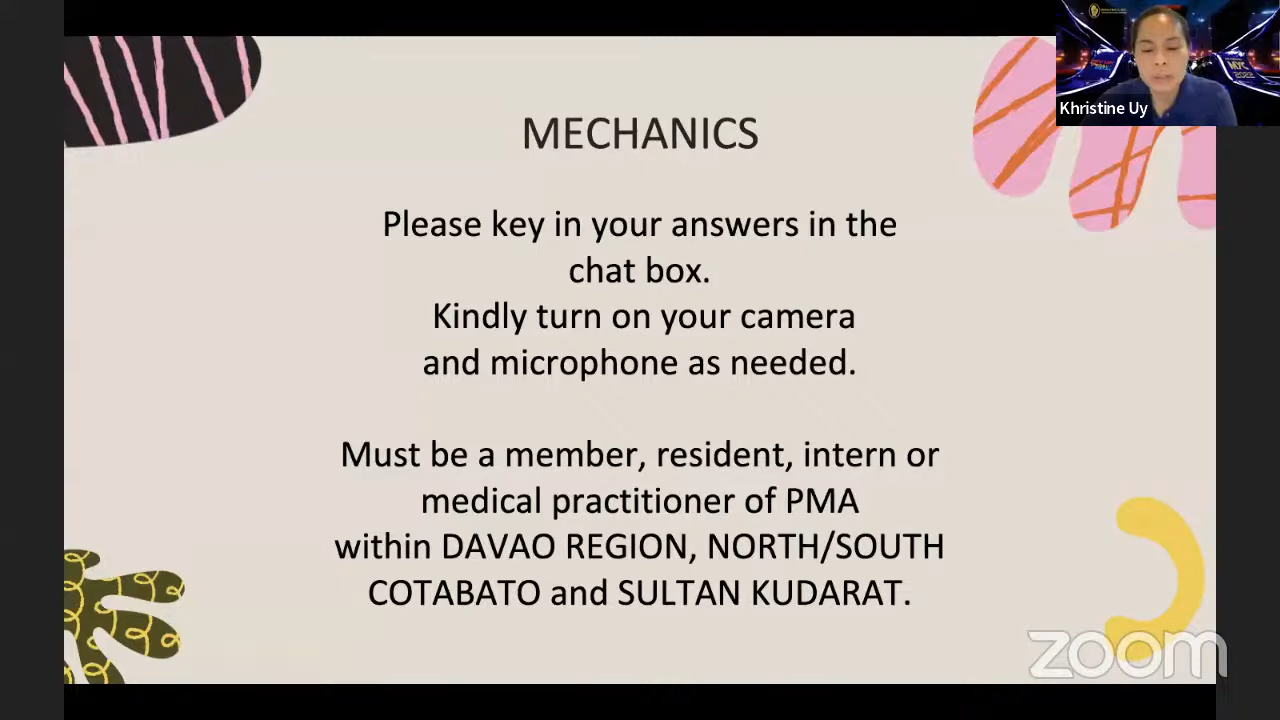 Khristine Uy
MECHANICS
Please key in your answers in the
chat box.
Kindly turn on your camera
and microphone as needed.
Must be a member, resident, intern or
medical practitioner of PMA
within DAVAO REGION, NORTH/SOUTH
COTABATO and SULTAN KUDARAT.
zoom